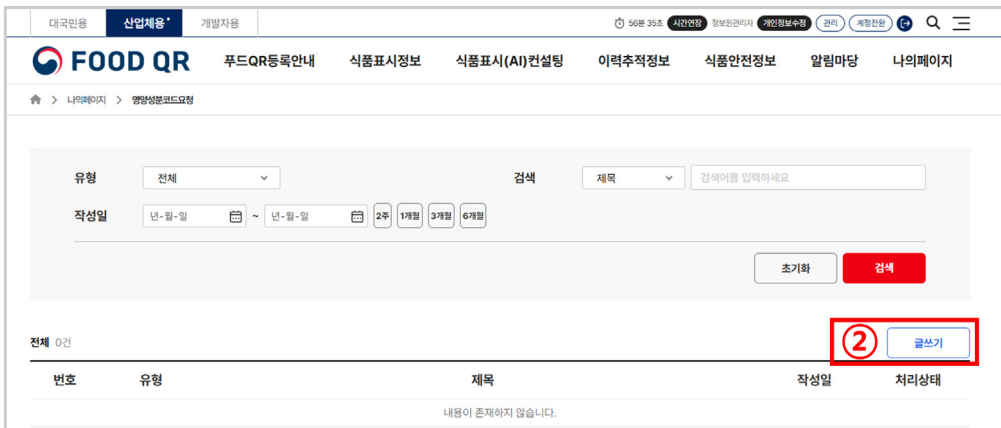 대국민용 산업체용 개발자용 56분 35초 시간연장 정보원관리자 개인정보수정 관리 계정전환
FOOD QR 푸드QR등록안내 식품표시정보 식품표시(AI)컨설팅 이력추적정보 식품안전정보 알림마당 나의페이지
나의페이지 > 영양성분코드요청
유형 전체 검색 제목 검색어를 입력하세요
작성일 년-월-일 ~ 년-월-일 2주 1개월 3개월 6개월
초기화 검색
전체 0건 ② 글쓰기
번호 유형 제목 작성일 처리상태
내용이 존재하지 않습니다.